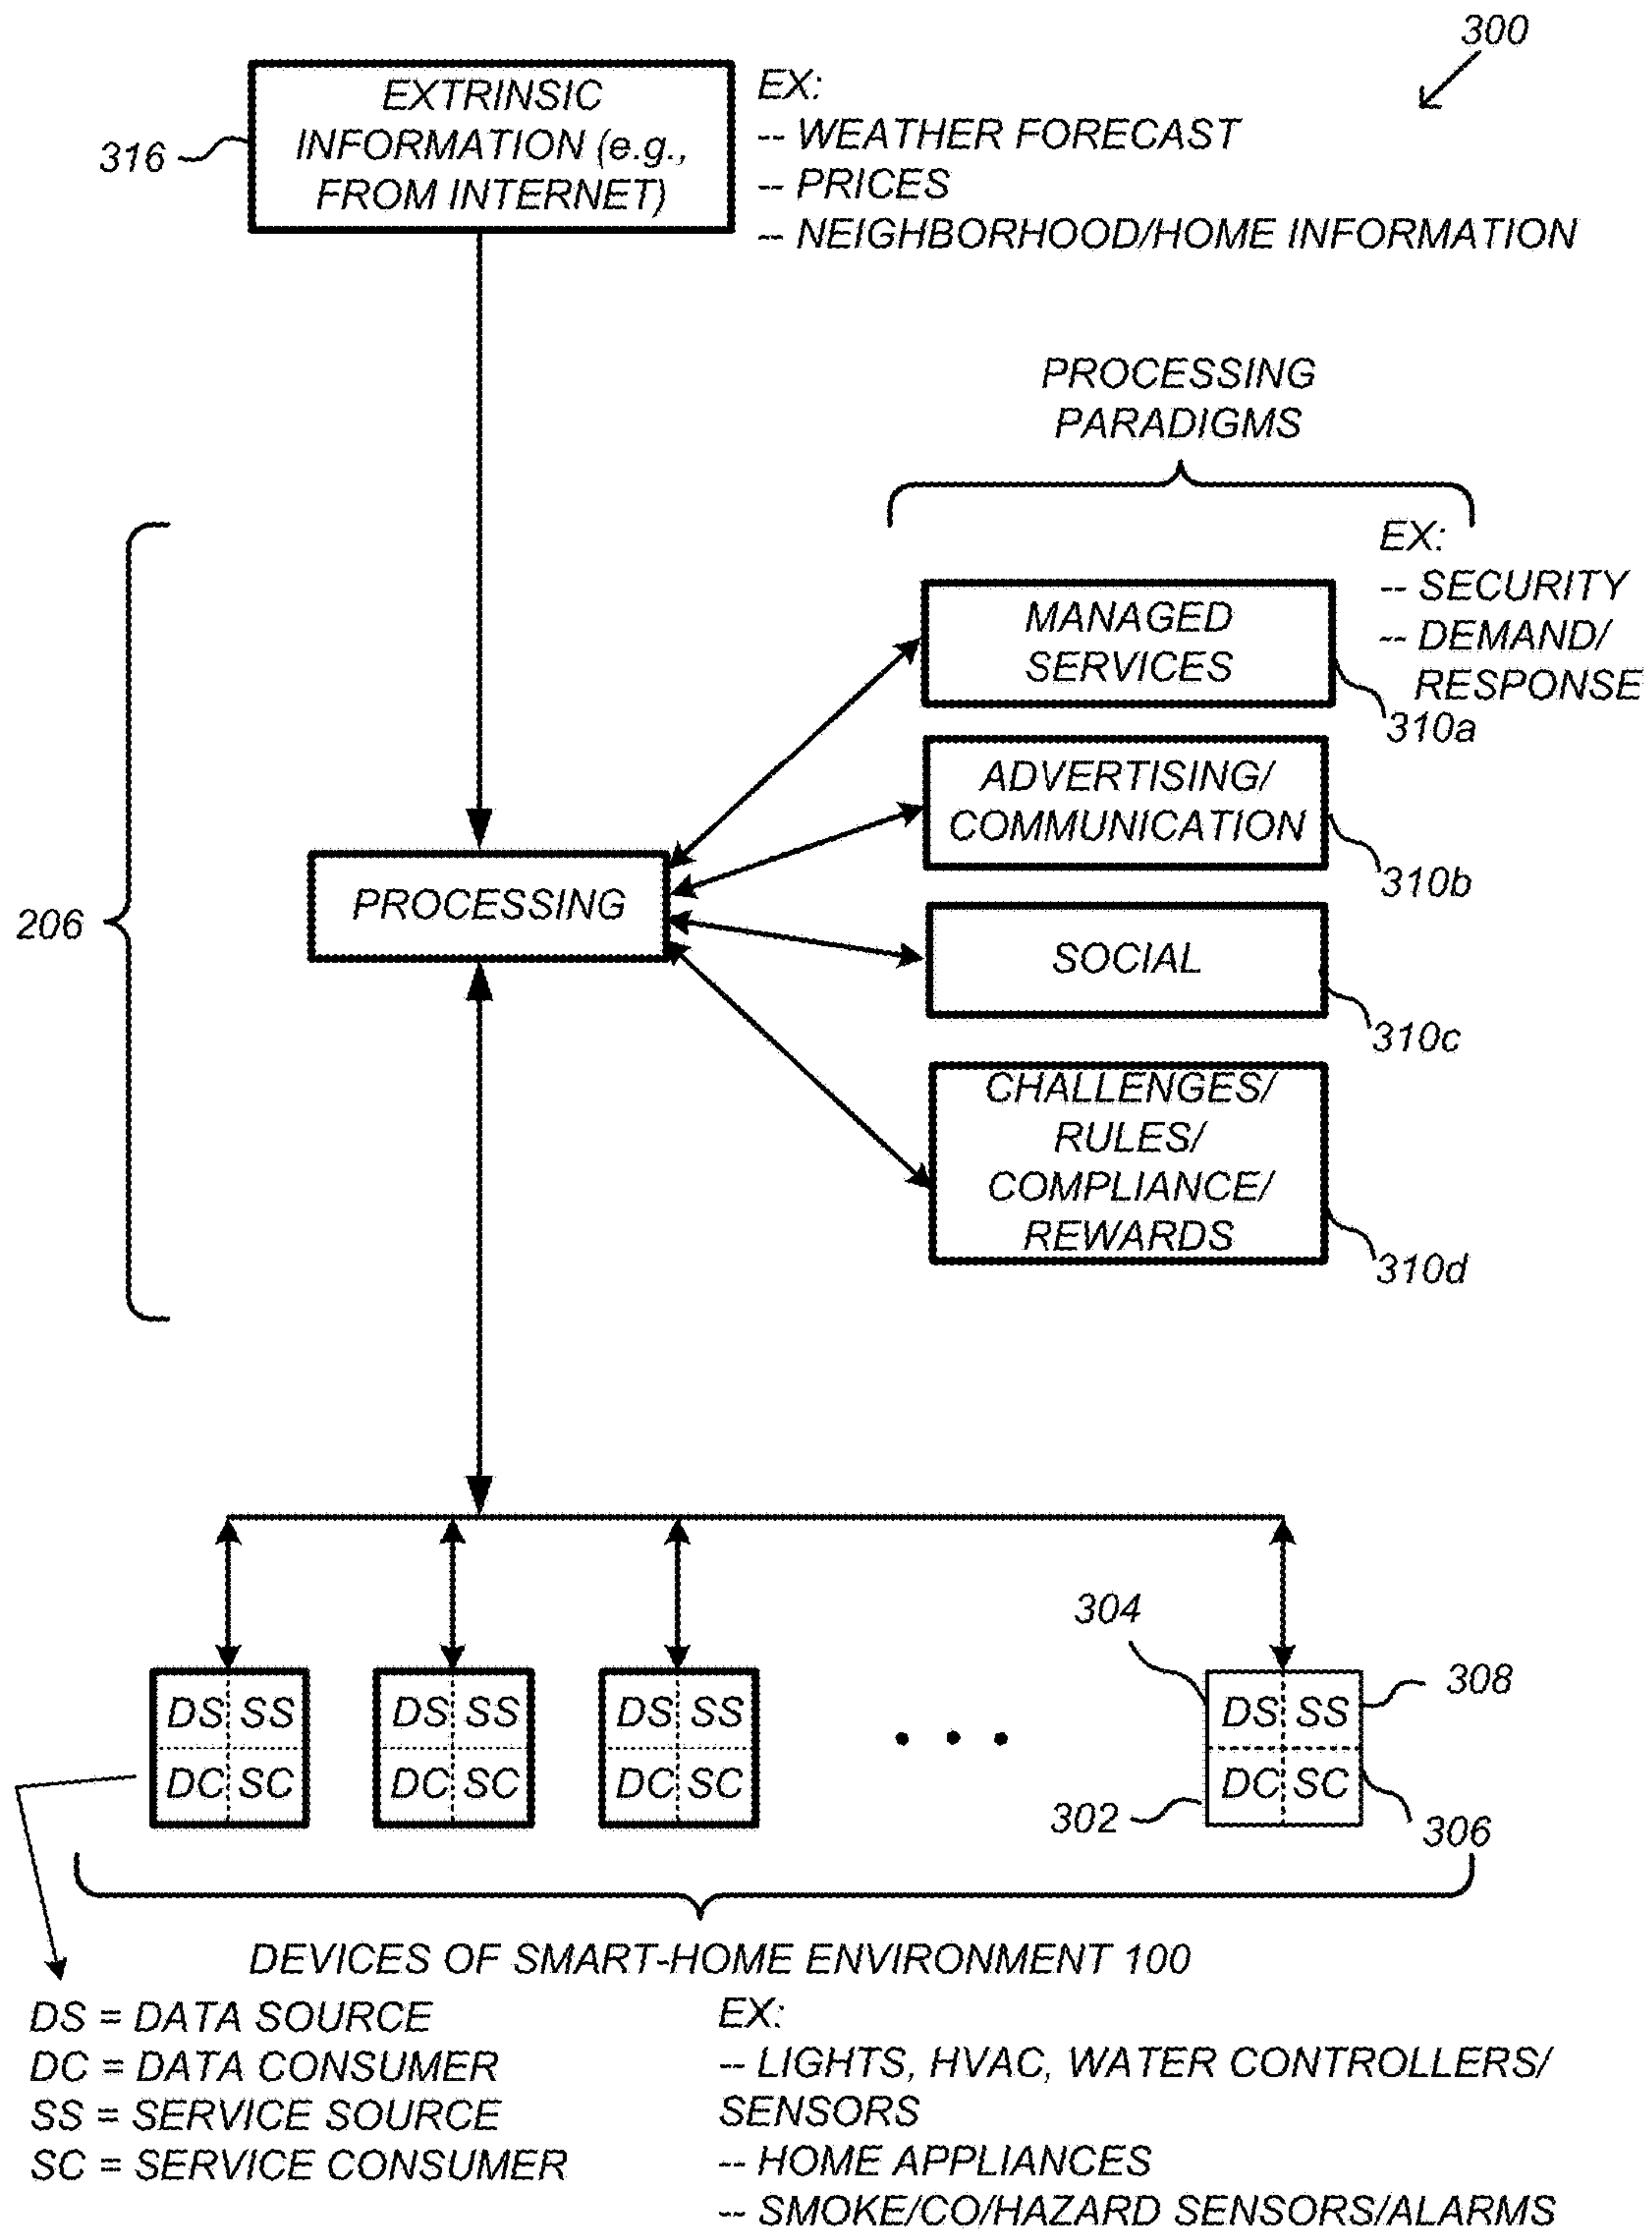 300
EXTRINSIC
INFORMATION (e.g.,
FROM INTERNET)
316
EX:
-- WEATHER FORECAST
-- PRICES
-- NEIGHBORHOOD/HOME INFORMATION
PROCESSING
PARADIGMS
EX:
-- SECURITY
-- DEMAND/
RESPONSE
MANAGED
SERVICES
310a
ADVERTISING/
COMMUNICATION
310b
PROCESSING
206
SOCIAL
310c
CHALLENGES/
RULES/
COMPLIANCE/
REWARDS
310d
304
308
DS SS
DC SC
DS SS
DC SC
DS SS
DC SC
• • •
DS SS
DC SC
302
306
DEVICES OF SMART-HOME ENVIRONMENT 100
DS = DATA SOURCE
DC = DATA CONSUMER
SS = SERVICE SOURCE
SC = SERVICE CONSUMER
EX:
-- LIGHTS, HVAC, WATER CONTROLLERS/
SENSORS
-- HOME APPLIANCES
-- SMOKE/CO/HAZARD SENSORS/ALARMS